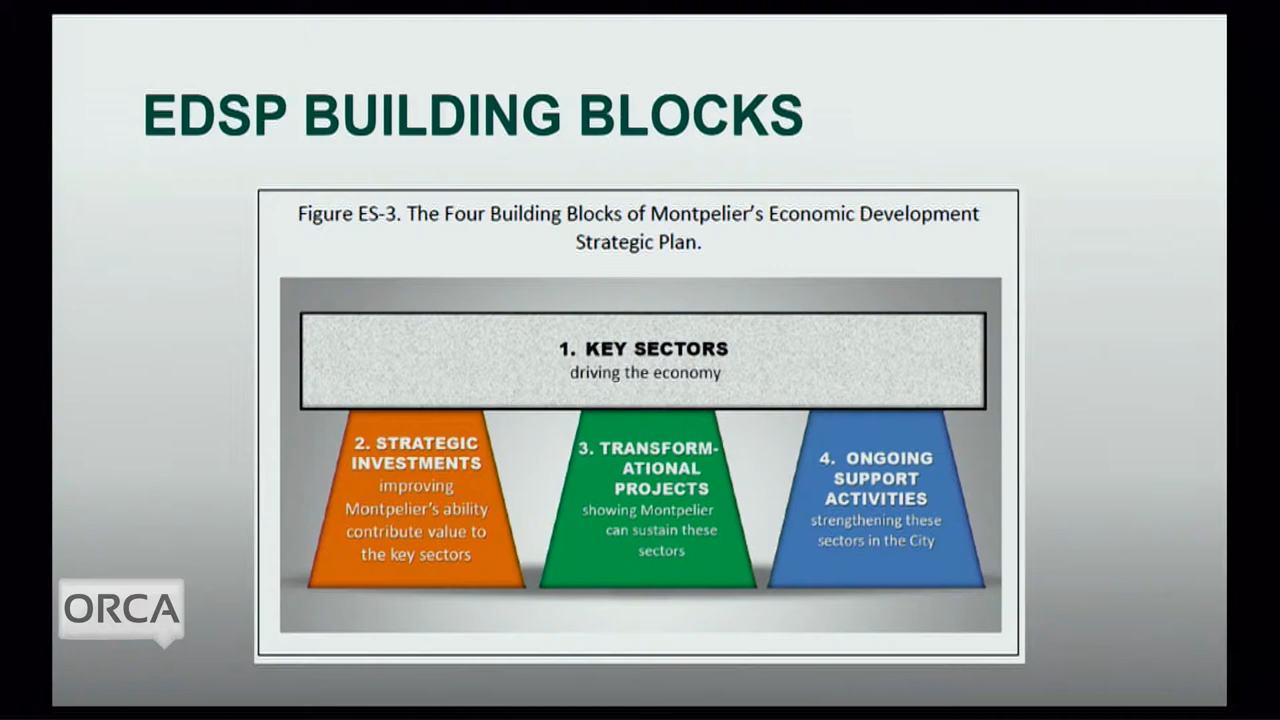 EDSP BUILDING BLOCKS
Figure ES-3. The Four Building Blocks of Montpelier's Economic Development
Strategic Plan.
1. KEY SECTORS
driving the economy
2. STRATEGIC
INVESTMENTS
improving
Montpelier's ability
contribute value to
the key sectors
3. TRANSFORM-
ATIONAL
PROJECTS
showing Montpelier
can sustain these
sectors
4. ONGOING
SUPPORT
ACTIVITIES
strengthening these
sectors in the City
ORCA